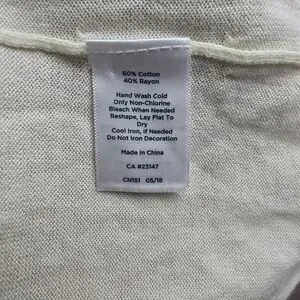 60% Cotton
40% Rayon
Hand Wash Cold
Only Non-Chlorine
Bleach When Needed
Reshape, Lay Flat To
Dry
Cool Iron, if Needed
Do Not Iron Decoration
Made in China
CA #23147
CN151 03/18